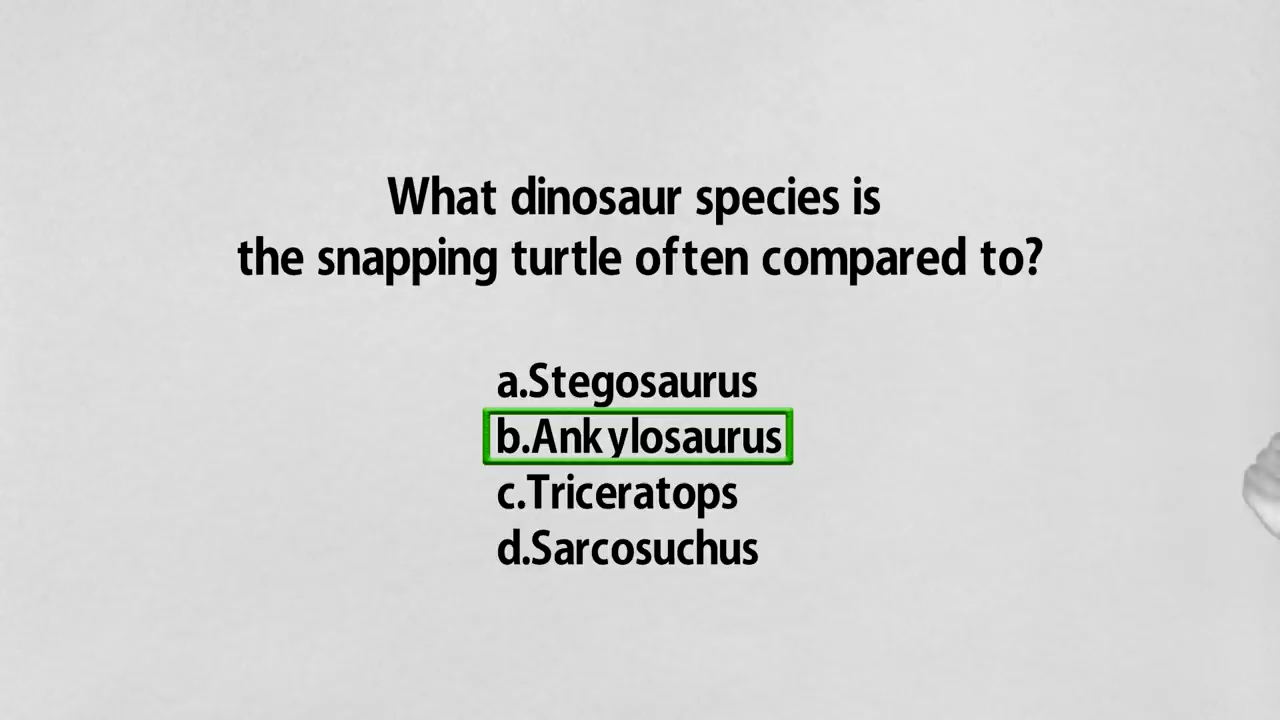 What dinosaur species is
the snapping turtle often compared to?
a.Stegosaurus
b.Ankylosaurus
c.Triceratops
d.Sarcosuchus